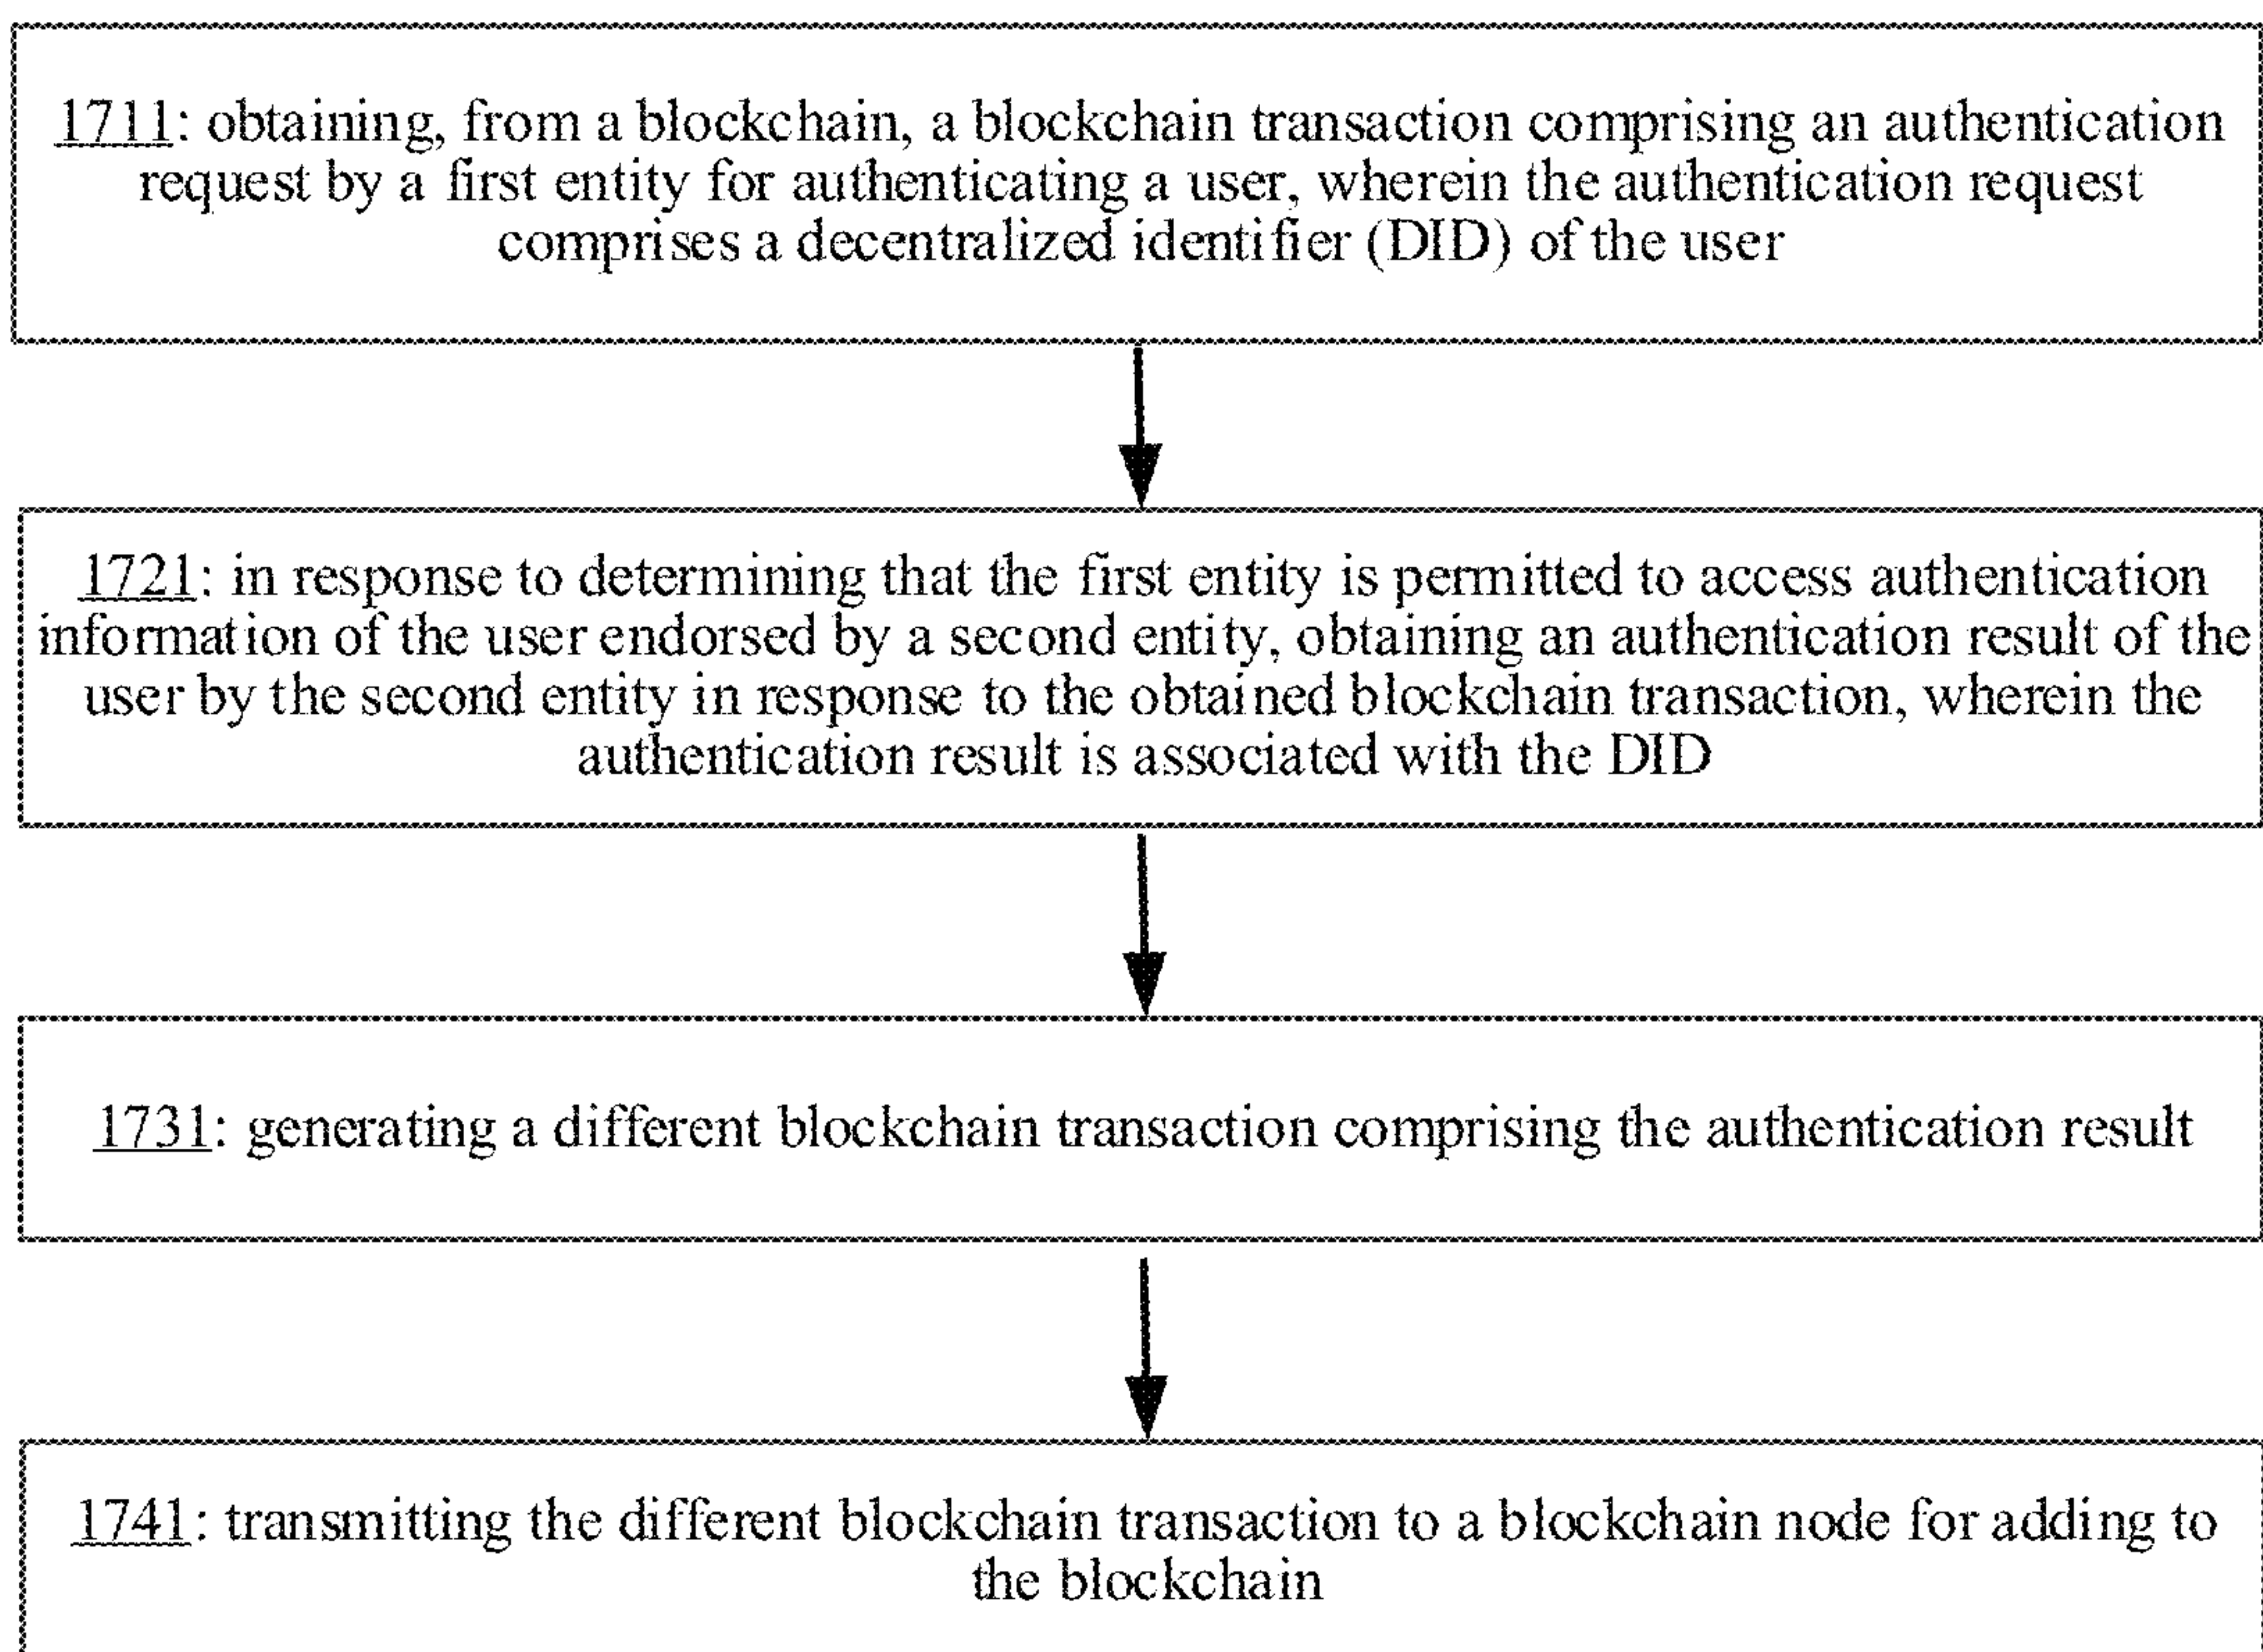 1711: obtaining, from a blockchain, a blockchain transaction comprising an authentication
request by a first entity for authenticating a user, wherein the authentication request
comprises a decentralized identifier (DID) of the user
1721: in response to determining that the first entity is permitted to access authentication
information of the user endorsed by a second entity, obtaining an authentication result of the
user by the second entity in response to the obtained blockchain transaction, wherein the
authentication result is associated with the DID
1731: generating a different blockchain transaction comprising the authentication result
1741: transmitting the different blockchain transaction to a blockchain node for adding to
the blockchain